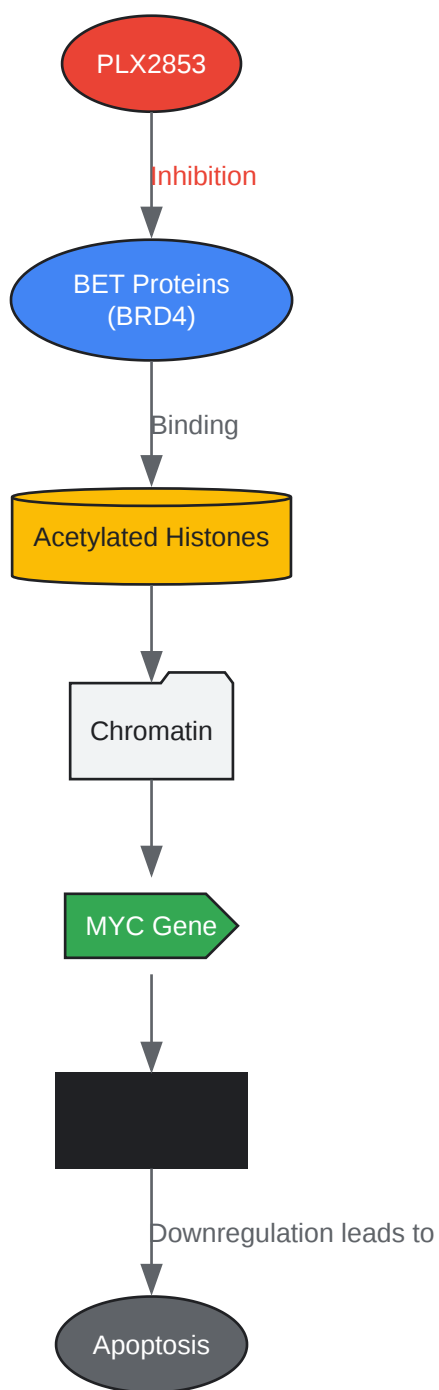 PLX2853
Inhibition
BET Proteins
(BRD4)
Binding
Acetylated Histones
Chromatin
MYC Gene
Downregulation leads to
Apoptosis